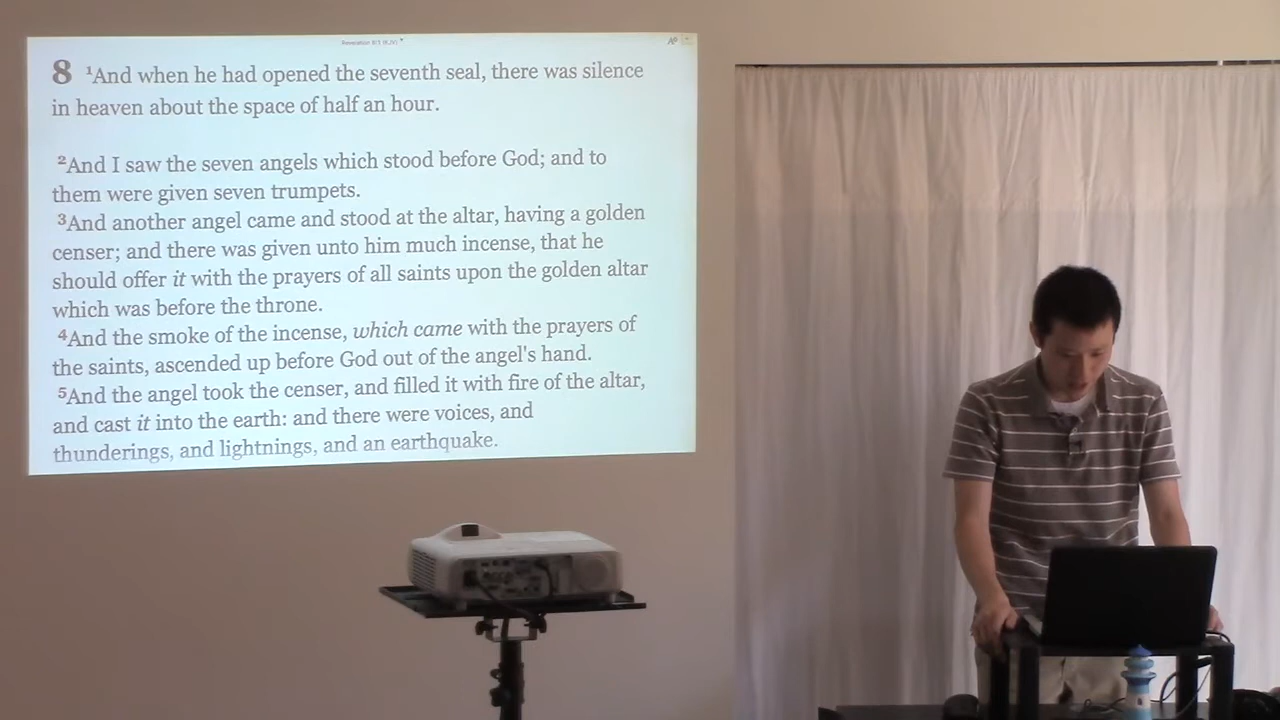 Revelation 8:1 (KJV)
8 1And when he had opened the seventh seal, there was silence
in heaven about the space of half an hour.
2And I saw the seven angels which stood before God; and to
them were given seven trumpets.
3And another angel came and stood at the altar, having a golden
censer; and there was given unto him much incense, that he
should offer it with the prayers of all saints upon the golden altar
which was before the throne.
4And the smoke of the incense, which came with the prayers of
the saints, ascended up before God out of the angel's hand.
5And the angel took the censer, and filled it with fire of the altar,
and cast it into the earth: and there were voices, and
thunderings, and lightnings, and an earthquake.